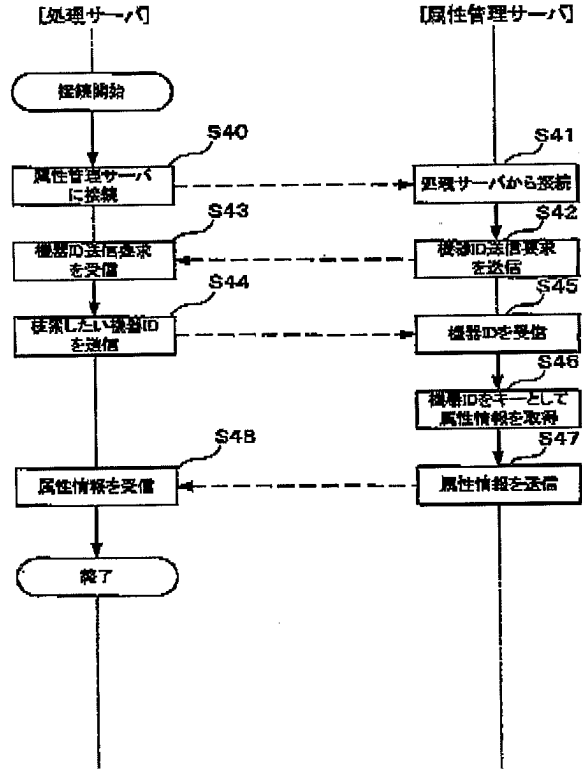 [処理サーバ]
[属性管理サーバ]
接続開始
S40
属性管理サーバ
に接続
S41
処理サーバから接続
S43
機器ID送信要求
を受信
S42
機器ID送信要求
を送信
S44
検索したい機器ID
を送信
S45
機器IDを受信
S46
機器IDをキーとして
属性情報を取得
S48
属性情報を受信
S47
属性情報を送信
終了